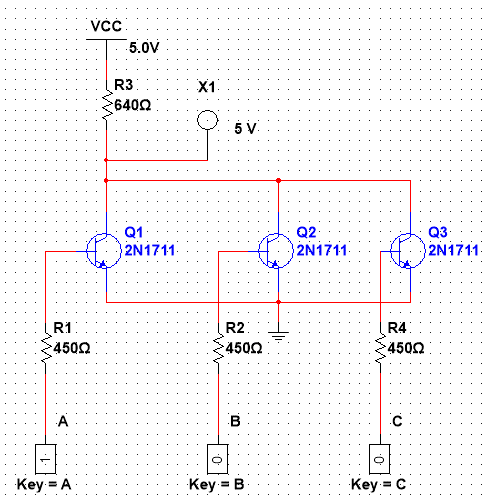 VCC
5.0V
R3
640Ω
X1
5 V
Q1
2N1711
Q2
2N1711
Q3
2N1711
R1
450Ω
R2
450Ω
R4
450Ω
A
B
C
1
0
0
Key = A
Key = B
Key = C